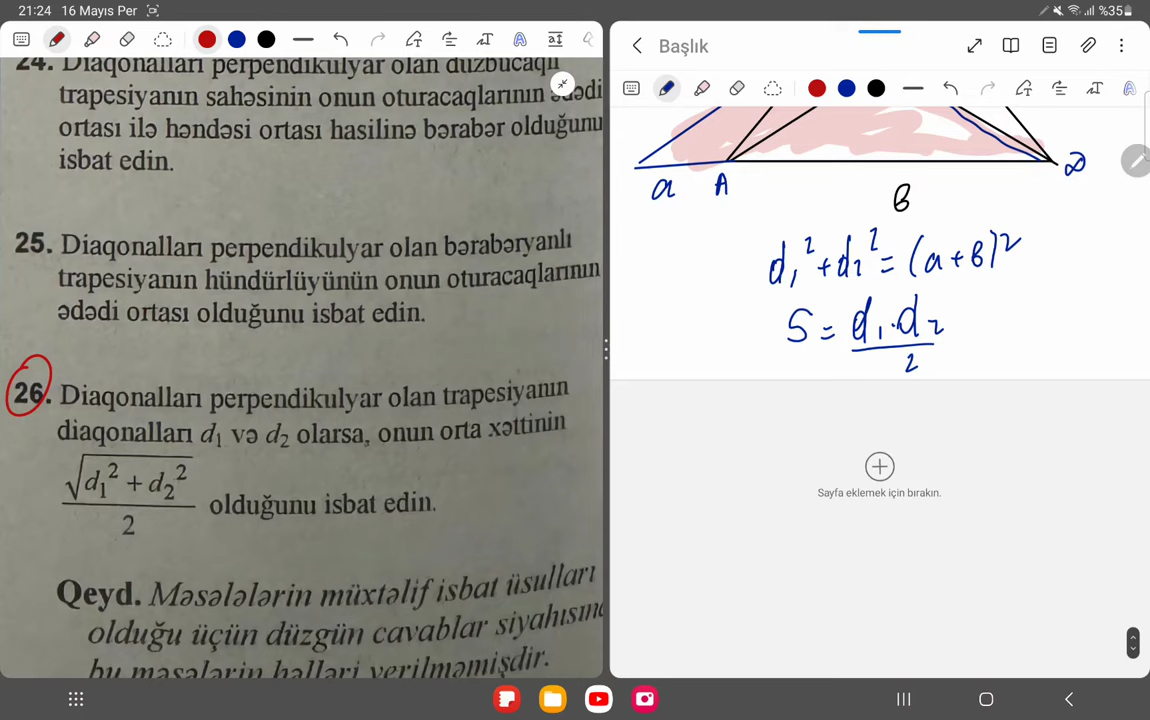 21:24 16 Mayıs Per
%35
24. Diaqonalları perpendikulyar olan düzbucaqlı
trapesiyanın sahəsinin onun oturacaqlarının ədədi
ortası ilə həndəsi ortası hasilinə bərabər olduğunu
isbat edin.
25. Diaqonalları perpendikulyar olan bərabəryanlı
trapesiyanın hündürlüyünün onun oturacaqlarının
ədədi ortası olduğunu isbat edin.
26. Diaqonalları perpendikulyar olan trapesiyanın
diaqonalları d₁ və d₂ olarsa, onun orta xəttinin
√(d₁² + d₂²) / 2 olduğunu isbat edin.
Qeyd. Məsələlərin müxtəlif isbat üsulları
olduğu üçün düzgün cavablar siyahısında
bu məsələrin həlləri verilməmişdir.
Başlık
a A D
B
d₁² + d₂² = (a+b)²
S = d₁·d₂ / 2
Sayfa eklemek için bırakın.